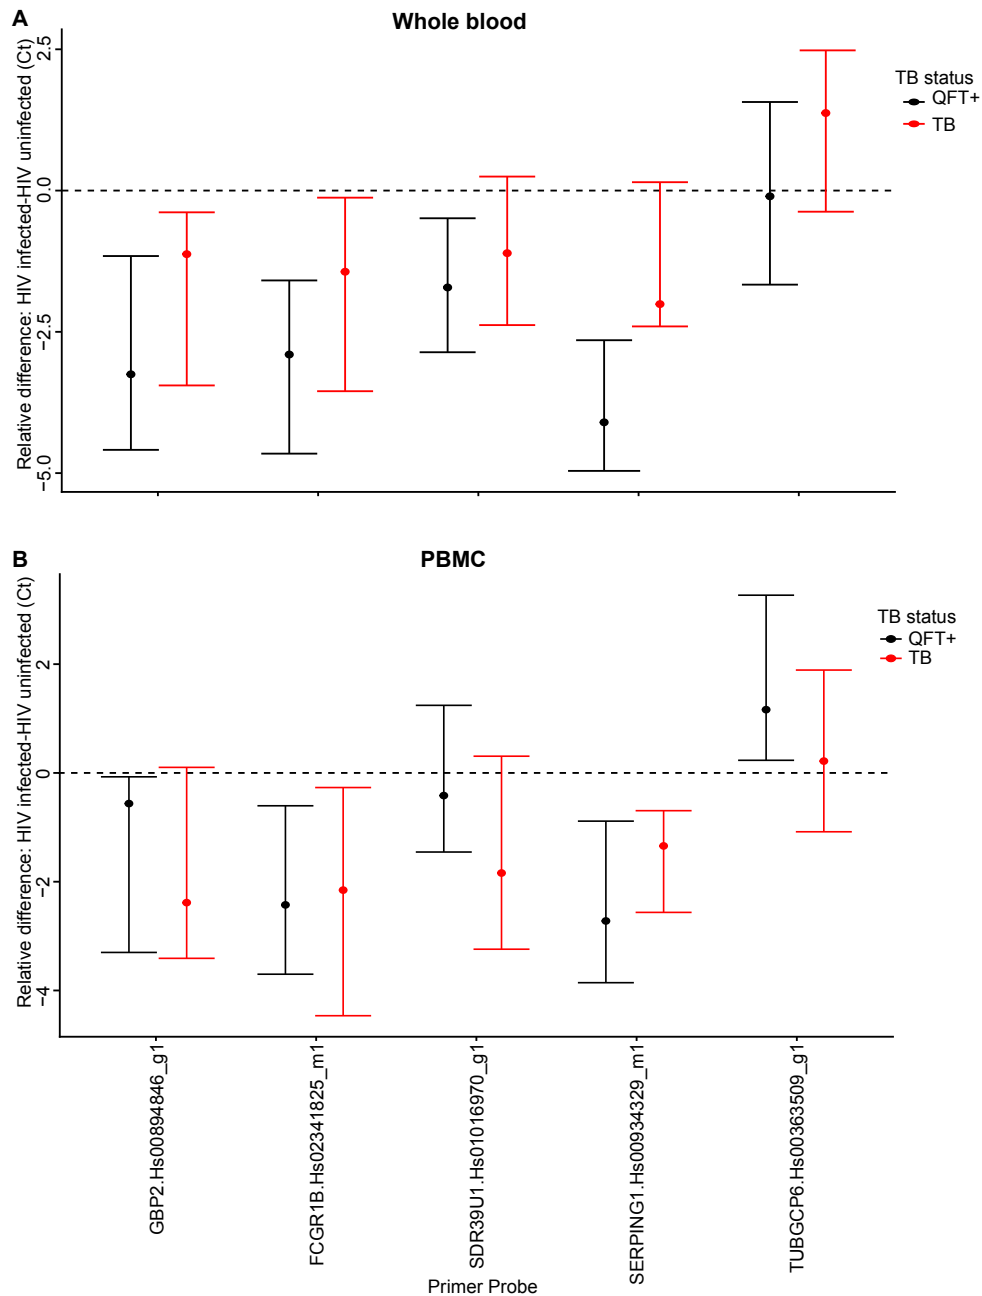 A
Whole blood
Relative difference: HIV infected-HIV uninfected (Ct)
2.5
0.0
−2.5
−5.0
TB status
QFT+
TB
B
PBMC
Relative difference: HIV infected-HIV uninfected (Ct)
2
0
−2
−4
TB status
QFT+
TB
GBP2.Hs00894846_g1
FCGR1B.Hs02341825_m1
SDR39U1.Hs01016970_g1
SERPING1.Hs00934329_m1
TUBGCP6.Hs00363509_g1
Primer Probe